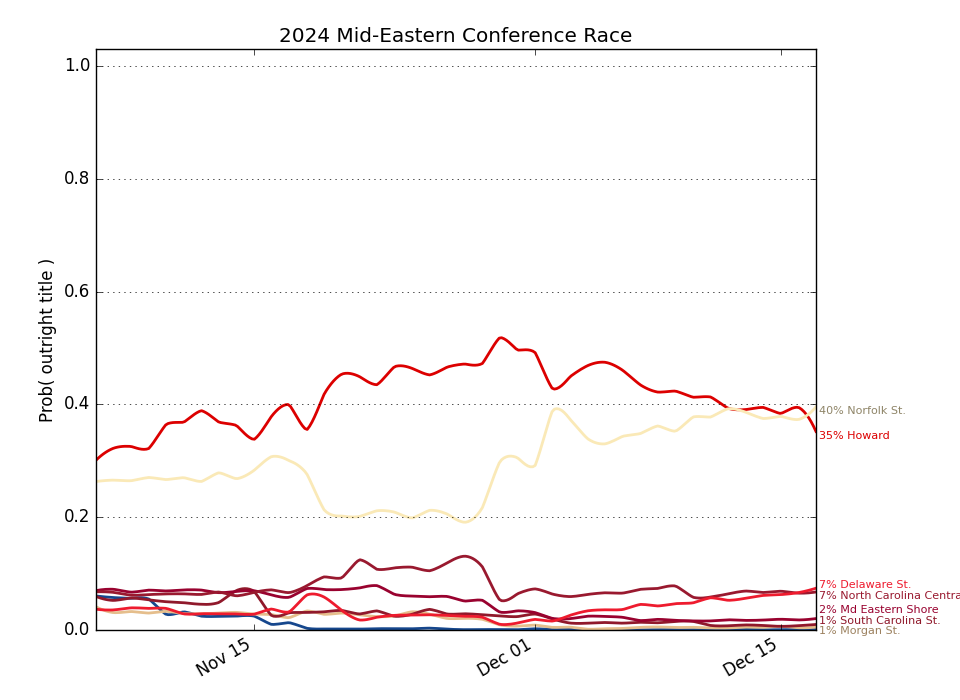 2024 Mid-Eastern Conference Race
Prob( outright title )
1.0
0.8
0.6
0.4
0.2
0.0
Nov 15
Dec 01
Dec 15
40% Norfolk St.
35% Howard
7% Delaware St.
7% North Carolina Centra
2% Md Eastern Shore
1% South Carolina St.
1% Morgan St.